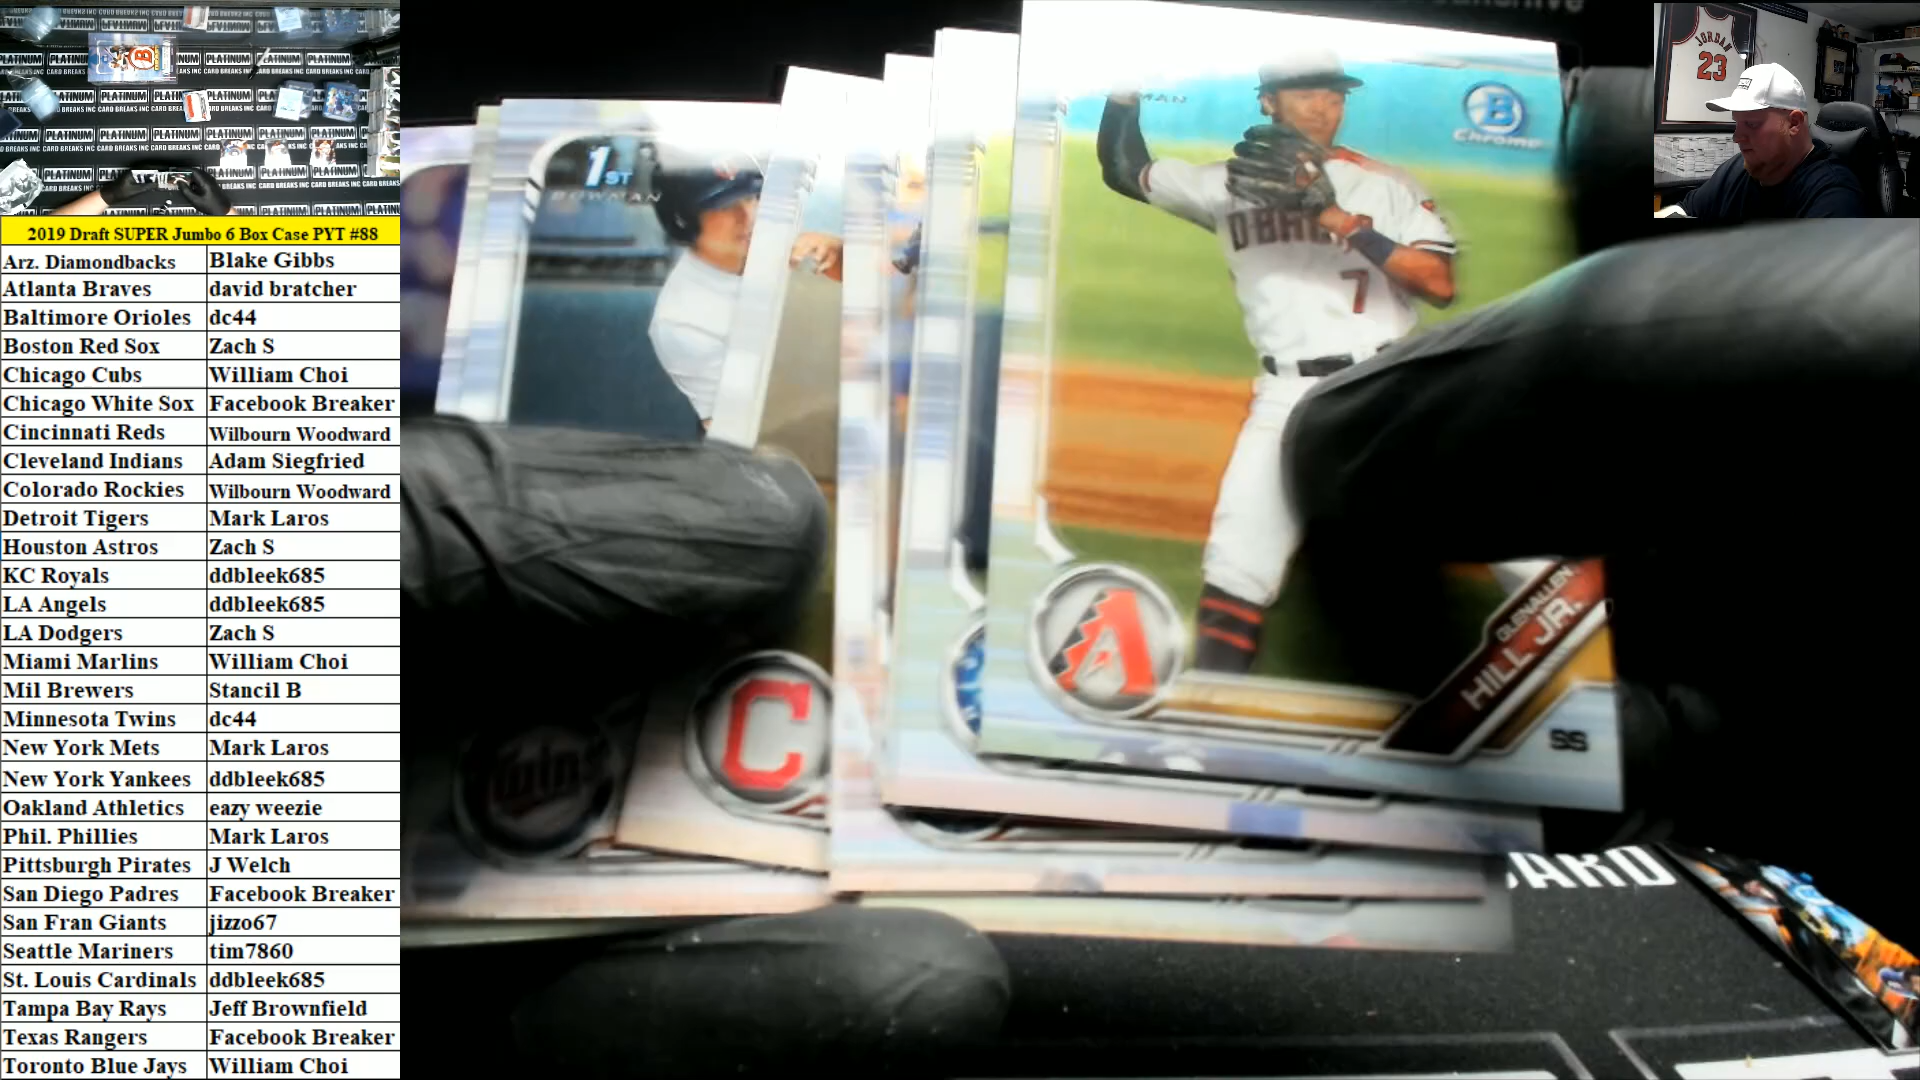 2019 Draft SUPER Jumbo 6 Box Case PYT #88
Arz. Diamondbacks Blake Gibbs
Atlanta Braves david bratcher
Baltimore Orioles dc44
Boston Red Sox Zach S
Chicago Cubs William Choi
Chicago White Sox Facebook Breaker
Cincinnati Reds Wilbourn Woodward
Cleveland Indians Adam Siegfried
Colorado Rockies Wilbourn Woodward
Detroit Tigers Mark Laros
Houston Astros Zach S
KC Royals ddbleek685
LA Angels ddbleek685
LA Dodgers Zach S
Miami Marlins William Choi
Mil Brewers Stancil B
Minnesota Twins dc44
New York Mets Mark Laros
New York Yankees ddbleek685
Oakland Athletics eazy weezie
Phil. Phillies Mark Laros
Pittsburgh Pirates J Welch
San Diego Padres Facebook Breaker
San Fran Giants jizzo67
Seattle Mariners tim7860
St. Louis Cardinals ddbleek685
Tampa Bay Rays Jeff Brownfield
Texas Rangers Facebook Breaker
Toronto Blue Jays William Choi
PLATINUM PLATINUM PLATINUM
CARD BREAKS INC
1ST
BOWMAN
B
Chrome
7
A
C
Twins
GLENALLEN
HILL JR.
SS
JORDAN
23